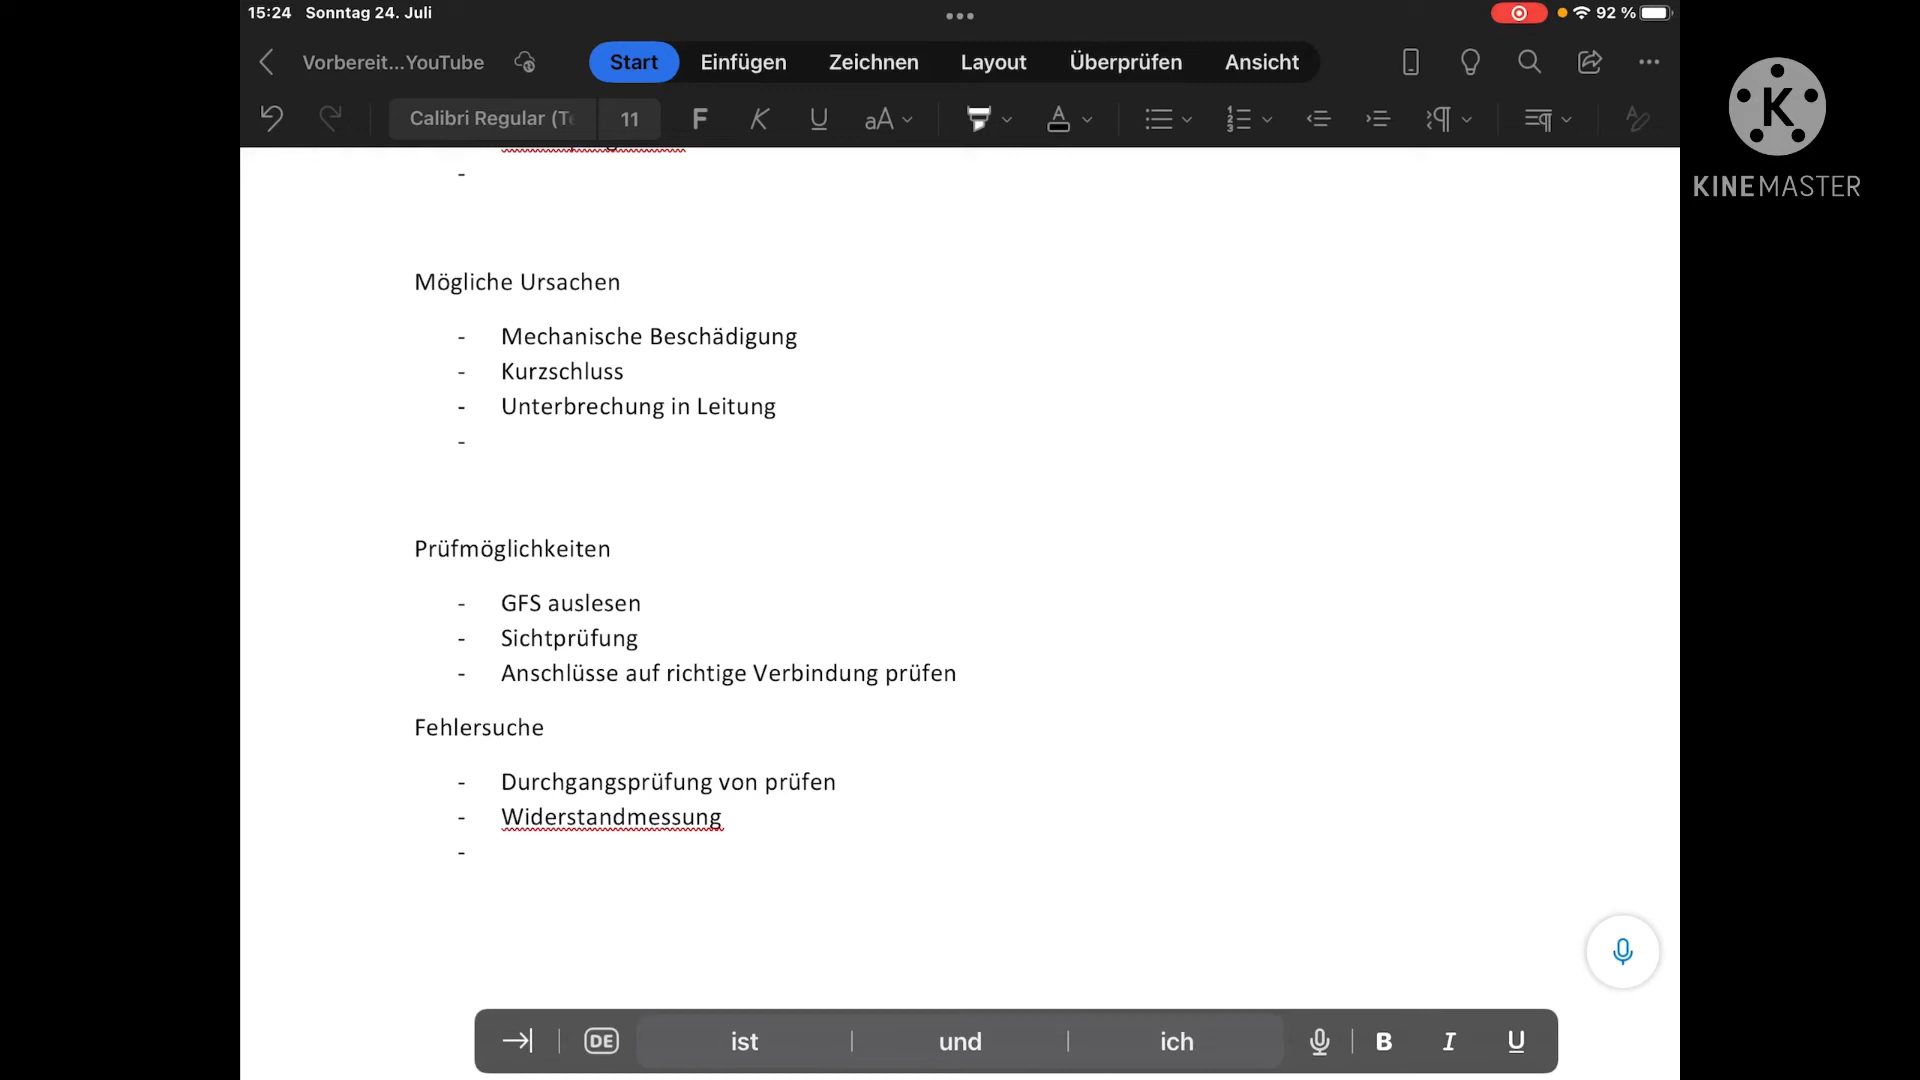 15:24 Sonntag 24. Juli
92 %
Vorbereit...YouTube
Start Einfügen Zeichnen Layout Überprüfen Ansicht
Calibri Regular (Te 11 F K U aA A
K
KINEMASTER
-
Mögliche Ursachen
- Mechanische Beschädigung
- Kurzschluss
- Unterbrechung in Leitung
-
Prüfmöglichkeiten
- GFS auslesen
- Sichtprüfung
- Anschlüsse auf richtige Verbindung prüfen
Fehlersuche
- Durchgangsprüfung von prüfen
- Widerstandmessung
-
DE ist und ich B I U